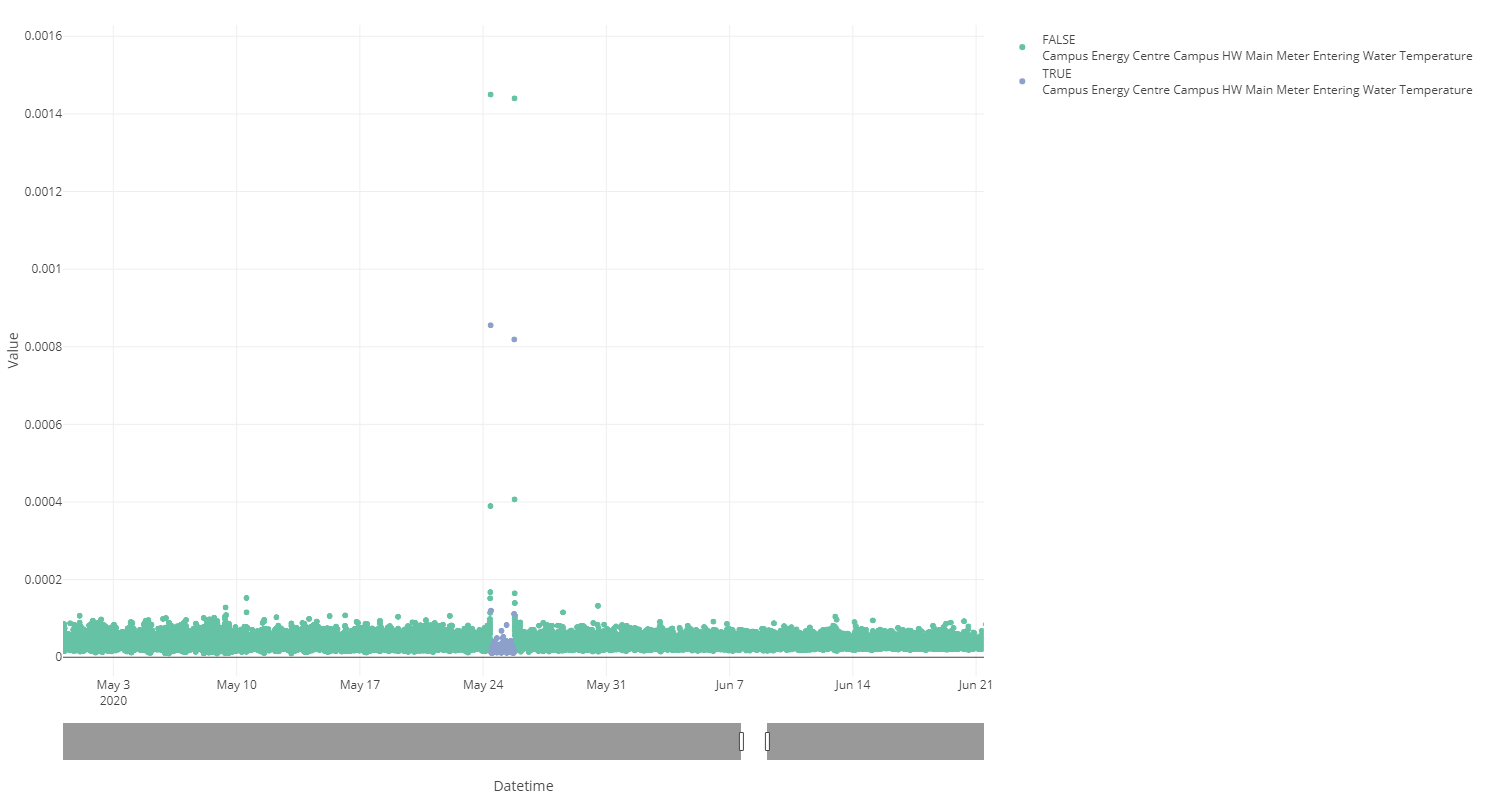 0.0016
0.0014
0.0012
0.001
0.0008
0.0006
0.0004
0.0002
0
Value
May 3
2020
May 10
May 17
May 24
May 31
Jun 7
Jun 14
Jun 21
Datetime
FALSE
Campus Energy Centre Campus HW Main Meter Entering Water Temperature
TRUE
Campus Energy Centre Campus HW Main Meter Entering Water Temperature